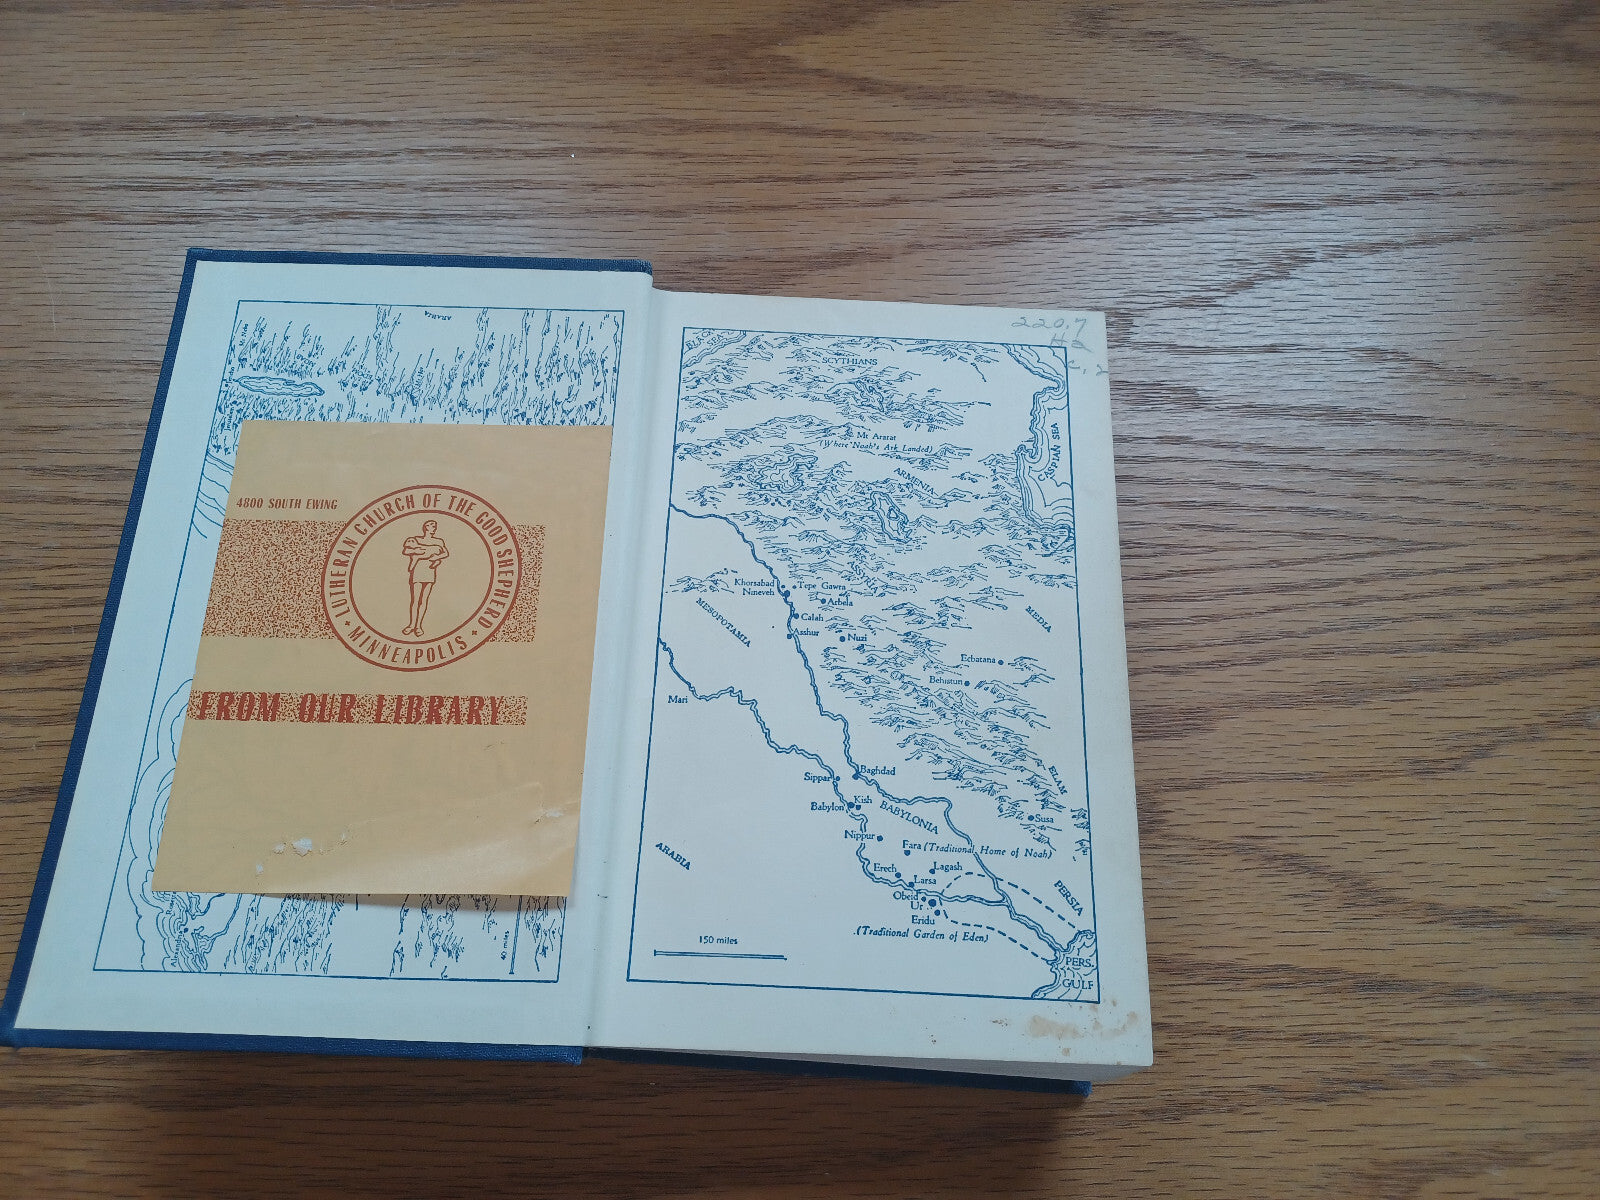 ARABIA
4800 SOUTH EWING
LUTHERAN CHURCH OF THE GOOD SHEPHERD
• MINNEAPOLIS •
FROM OUR LIBRARY
40 miles
220.7
Ha
c. 2
SCYTHIANS
Mt Ararat
(Where Noah's Ark Landed)
CASPIAN SEA
ARMENIA
Khorsabad
Tepe Gawra
Nineveh
Arbela
MESOPOTAMIA
Calah
MEDIA
Asshur
Nuzi
Ecbatana
Behistun
Mari
Baghdad
Sippar
ELAM
Kish
Babylon
BABYLONIA
Susa
Nippur
Fara (Traditional Home of Noah)
ARABIA
Erech
Lagash
Larsa
PERSIA
Obeid
Ur
Eridu
(Traditional Garden of Eden)
150 miles
PERS.
GULF